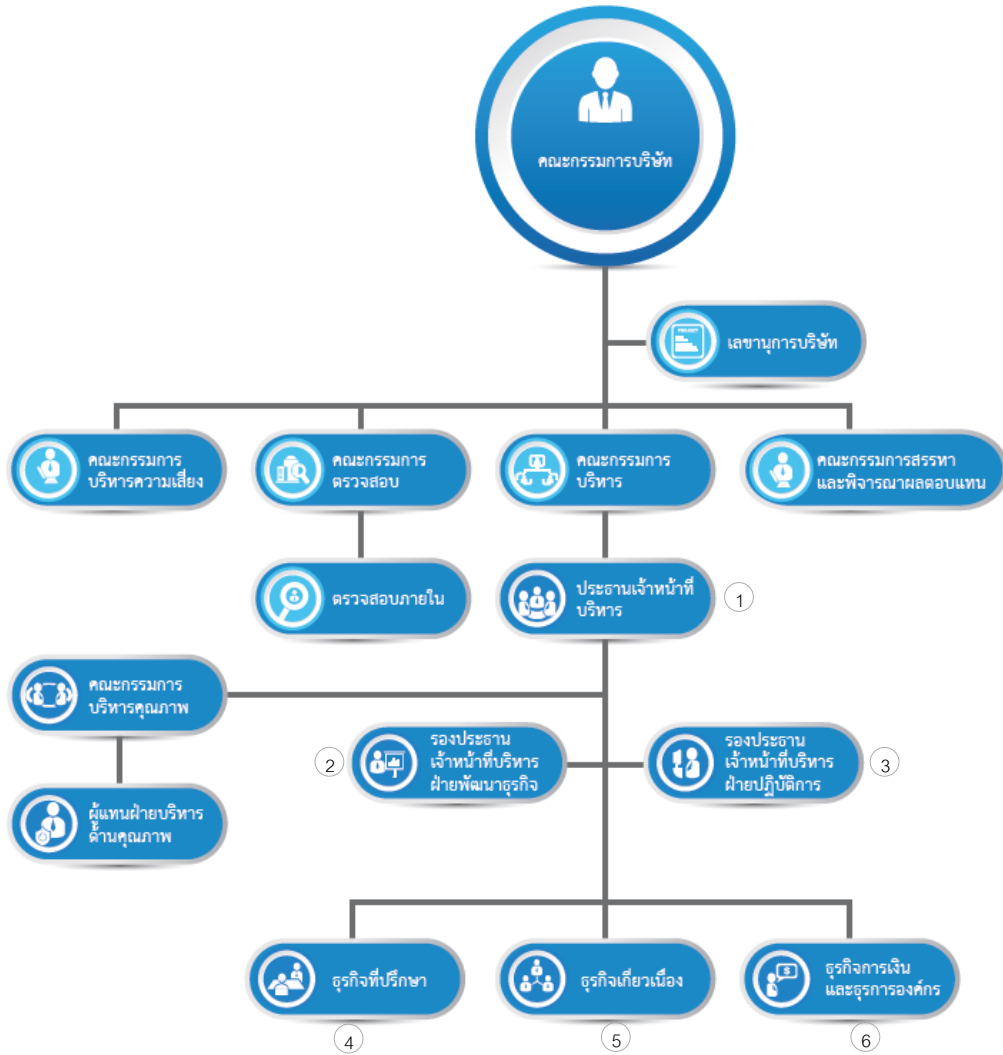 คณะกรรมการบริษัท
เลขานุการบริษัท
คณะกรรมการ
บริหารความเสี่ยง
คณะกรรมการ
ตรวจสอบ
คณะกรรมการ
บริหาร
คณะกรรมการสรรหา
และพิจารณาผลตอบแทน
ตรวจสอบภายใน
ประธานเจ้าหน้าที่
บริหาร
1
คณะกรรมการ
บริหารคุณภาพ
2
รองประธาน
เจ้าหน้าที่บริหาร
ฝ่ายพัฒนาธุรกิจ
รองประธาน
เจ้าหน้าที่บริหาร
ฝ่ายปฏิบัติการ
3
ผู้แทนฝ่ายบริหาร
ด้านคุณภาพ
ธุรกิจที่ปรึกษา
ธุรกิจเกี่ยวเนื่อง
ธุรกิจการเงิน
และธุรการองค์กร
4
5
6